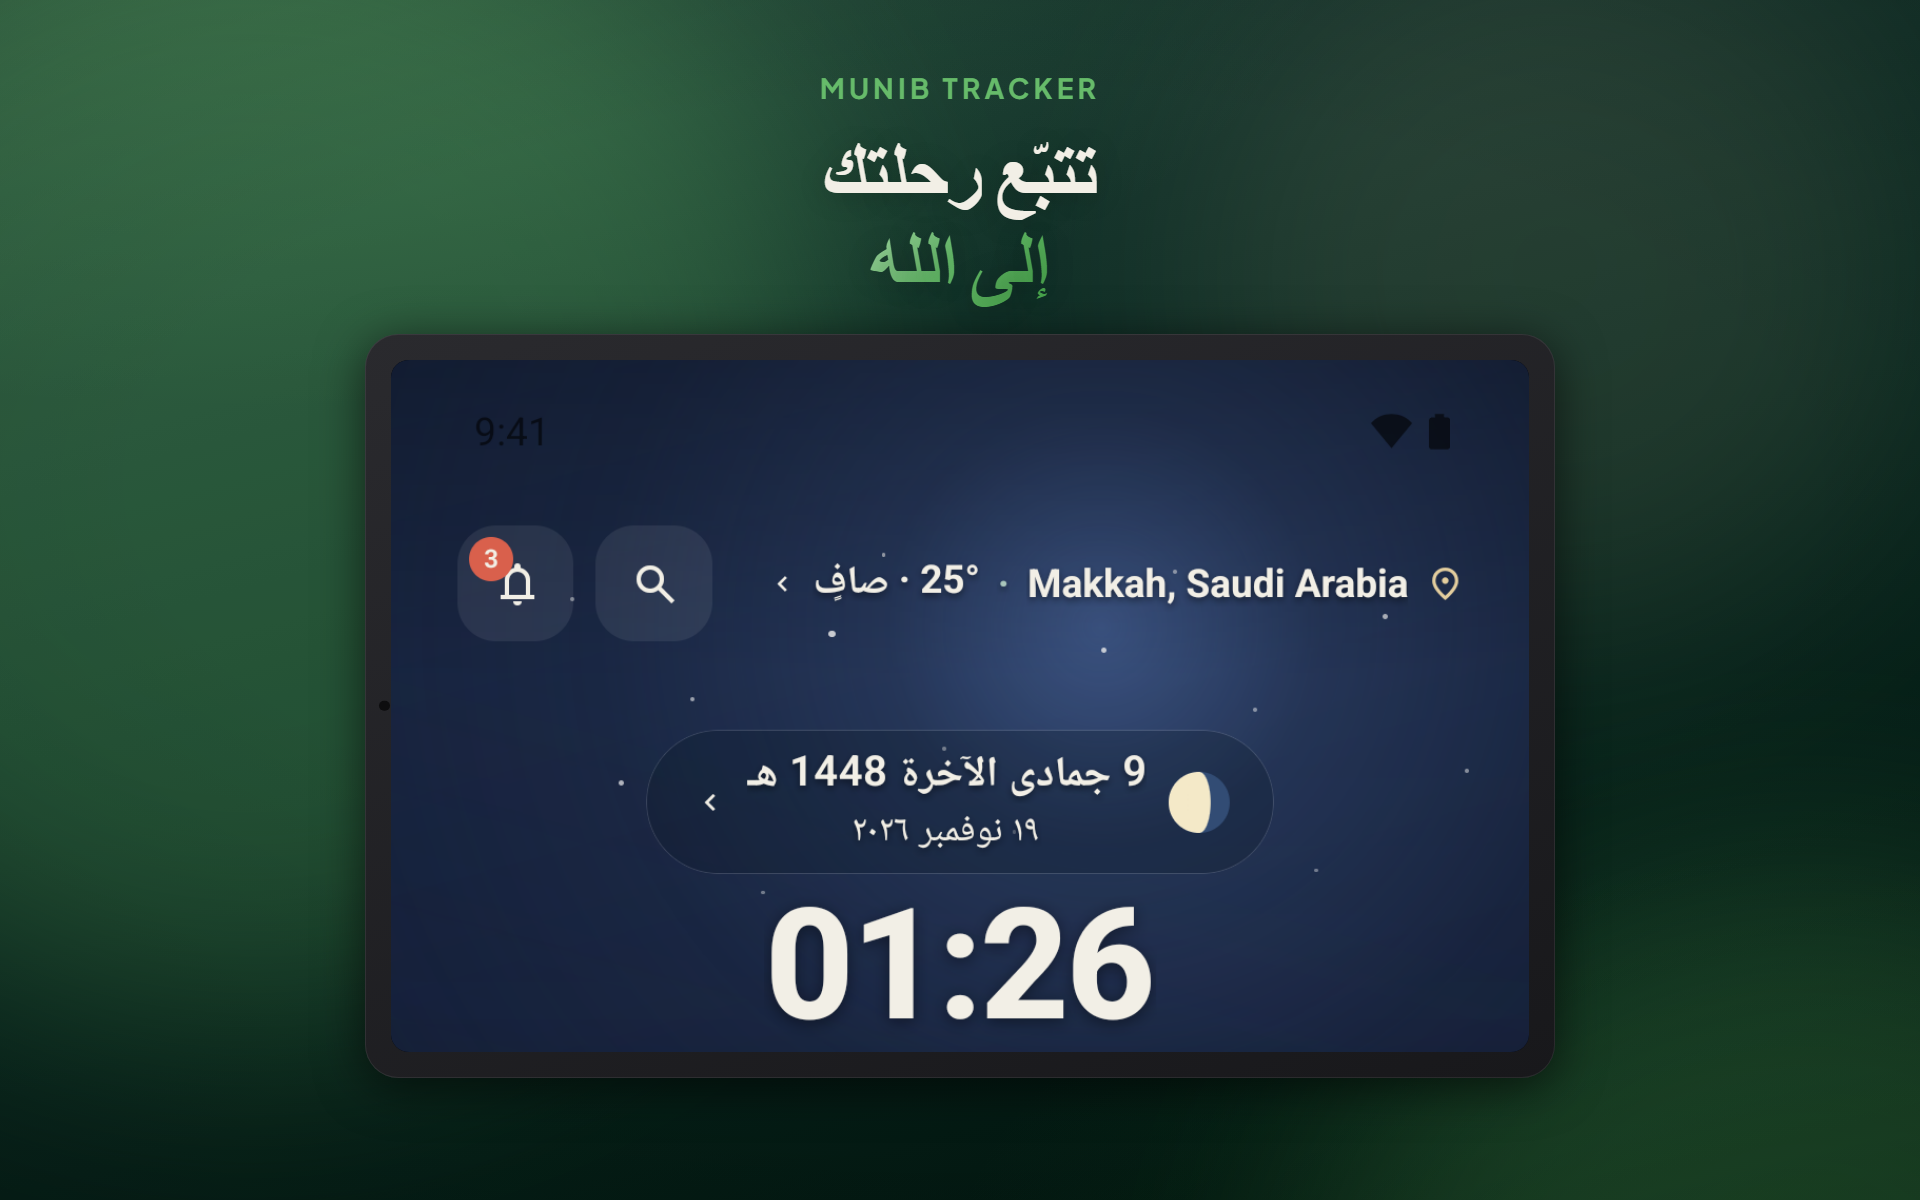 MUNIB TRACKER
تتبّع رحلتك
إلى الله
9:41
Makkah, Saudi Arabia · 25° · صافٍ
3
9 جمادى الآخرة 1448 هـ
١٩ نوفمبر ٢٠٢٦
01:26